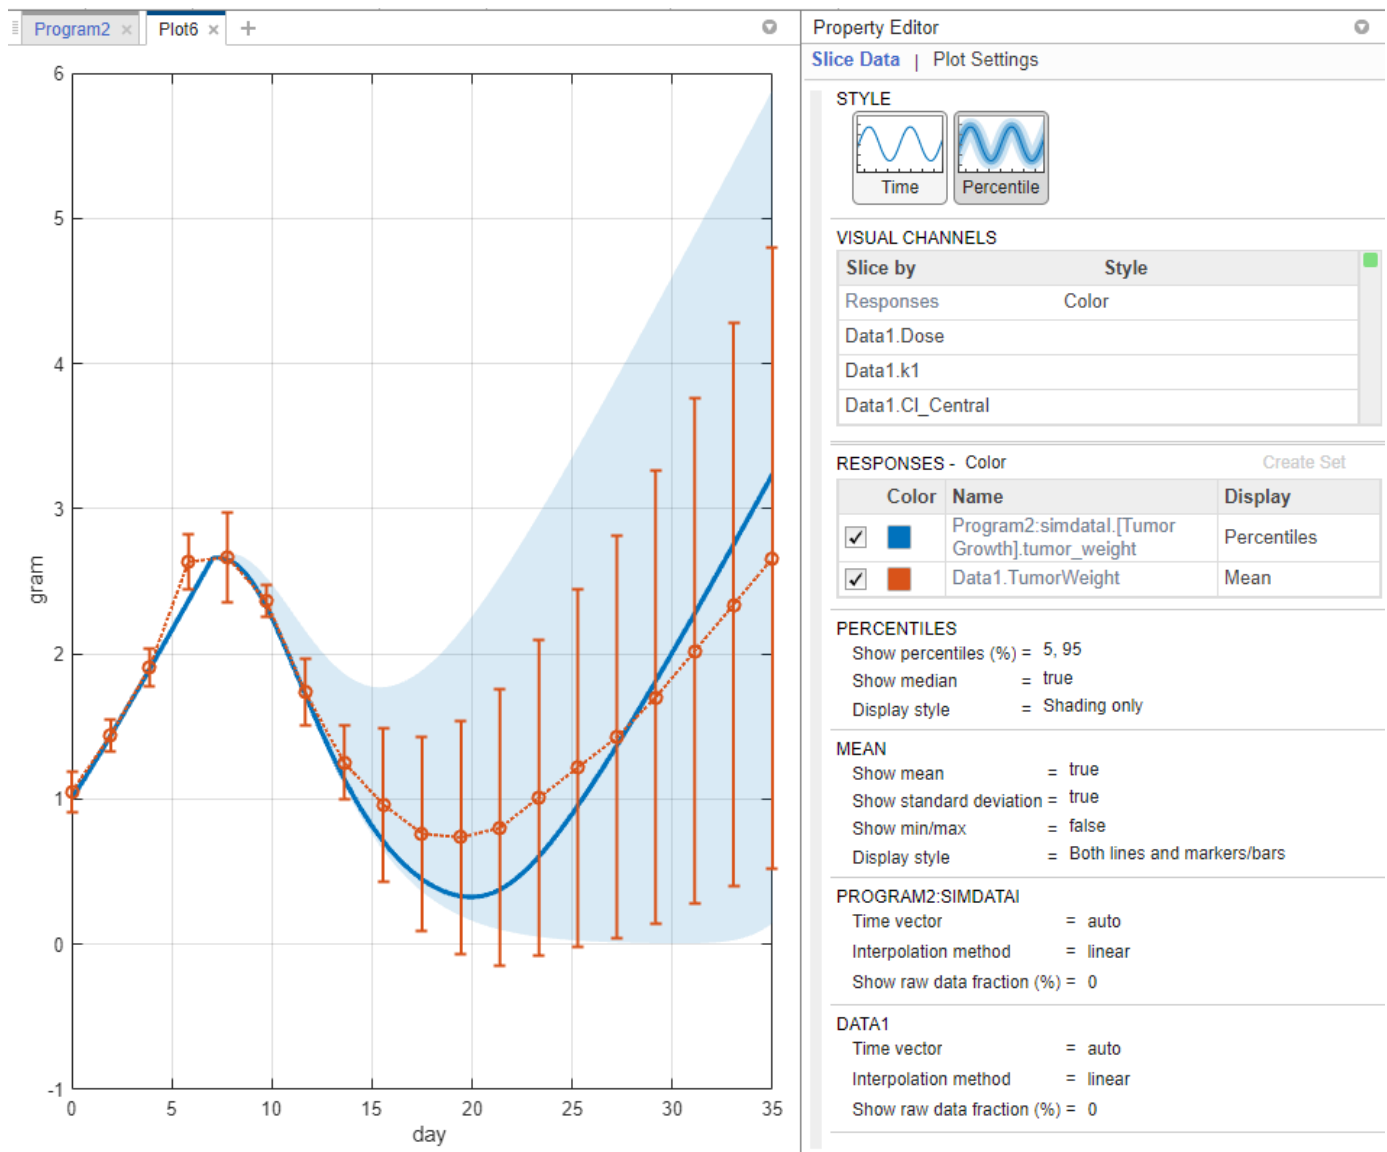 Program2 × Plot6 × +
6
5
4
3
2
1
0
-1
gram
0 5 10 15 20 25 30 35
day
Property Editor
Slice Data | Plot Settings
STYLE
Time Percentile
VISUAL CHANNELS
Slice by Style
Responses Color
Data1.Dose
Data1.k1
Data1.Cl_Central
RESPONSES - Color Create Set
Color Name Display
Program2:simdataI.[Tumor
Growth].tumor_weight Percentiles
Data1.TumorWeight Mean
PERCENTILES
Show percentiles (%) = 5, 95
Show median = true
Display style = Shading only
MEAN
Show mean = true
Show standard deviation = true
Show min/max = false
Display style = Both lines and markers/bars
PROGRAM2:SIMDATAI
Time vector = auto
Interpolation method = linear
Show raw data fraction (%) = 0
DATA1
Time vector = auto
Interpolation method = linear
Show raw data fraction (%) = 0